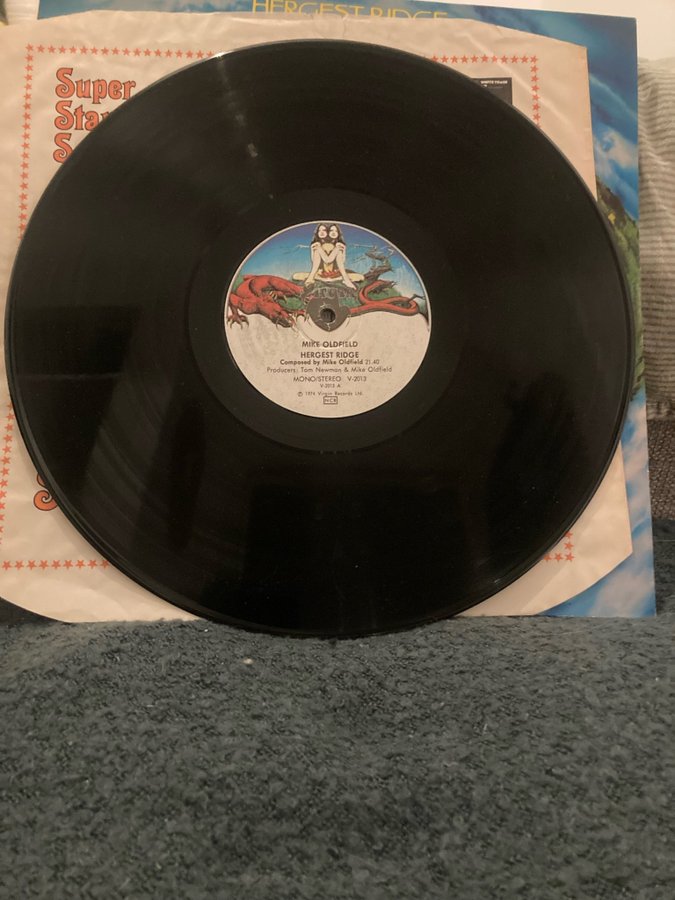 HERGEST RIDGE
Super
Star
S
MIKE OLDFIELD
HERGEST RIDGE
Composed by Mike Oldfield 21.40
Producers: Tom Newman & Mike Oldfield
MONO/STEREO V-2013
V-2013 A
℗ 1974 Virgin Records Ltd.
NCB